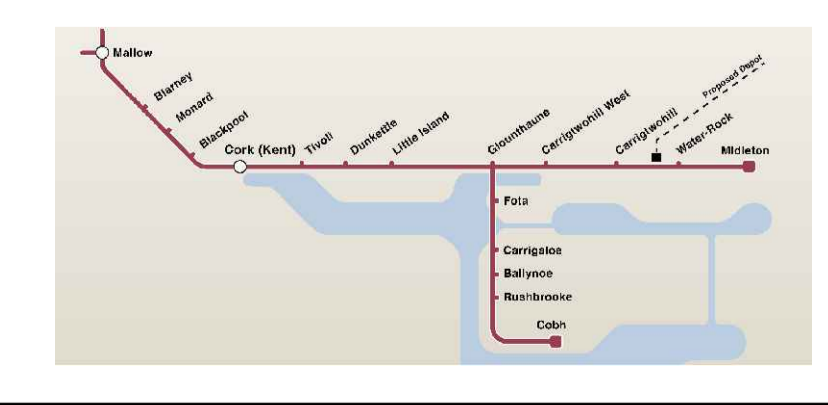 Mallow
Blarney
Monard
Blackpool
Cork (Kent)
Tivoli
Dunkettle
Little Island
Glounthaune
Carrigtwohill West
Carrigtwohill
Proposed Depot
Water-Rock
Midleton
Fota
Carrigaloe
Ballynoe
Rushbrooke
Cobh